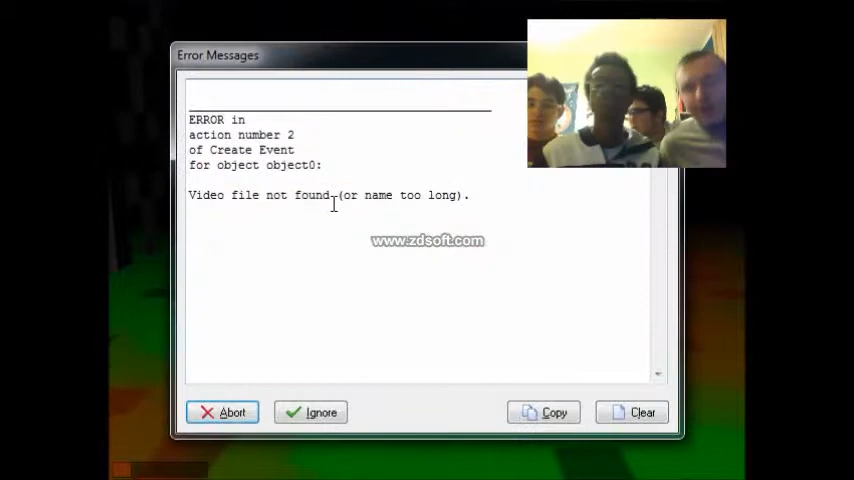 Error Messages
ERROR in
action number 2
of Create Event
for object object0:
Video file not found (or name too long).
www.zdsoft.com
Abort
Ignore
Copy
Clear